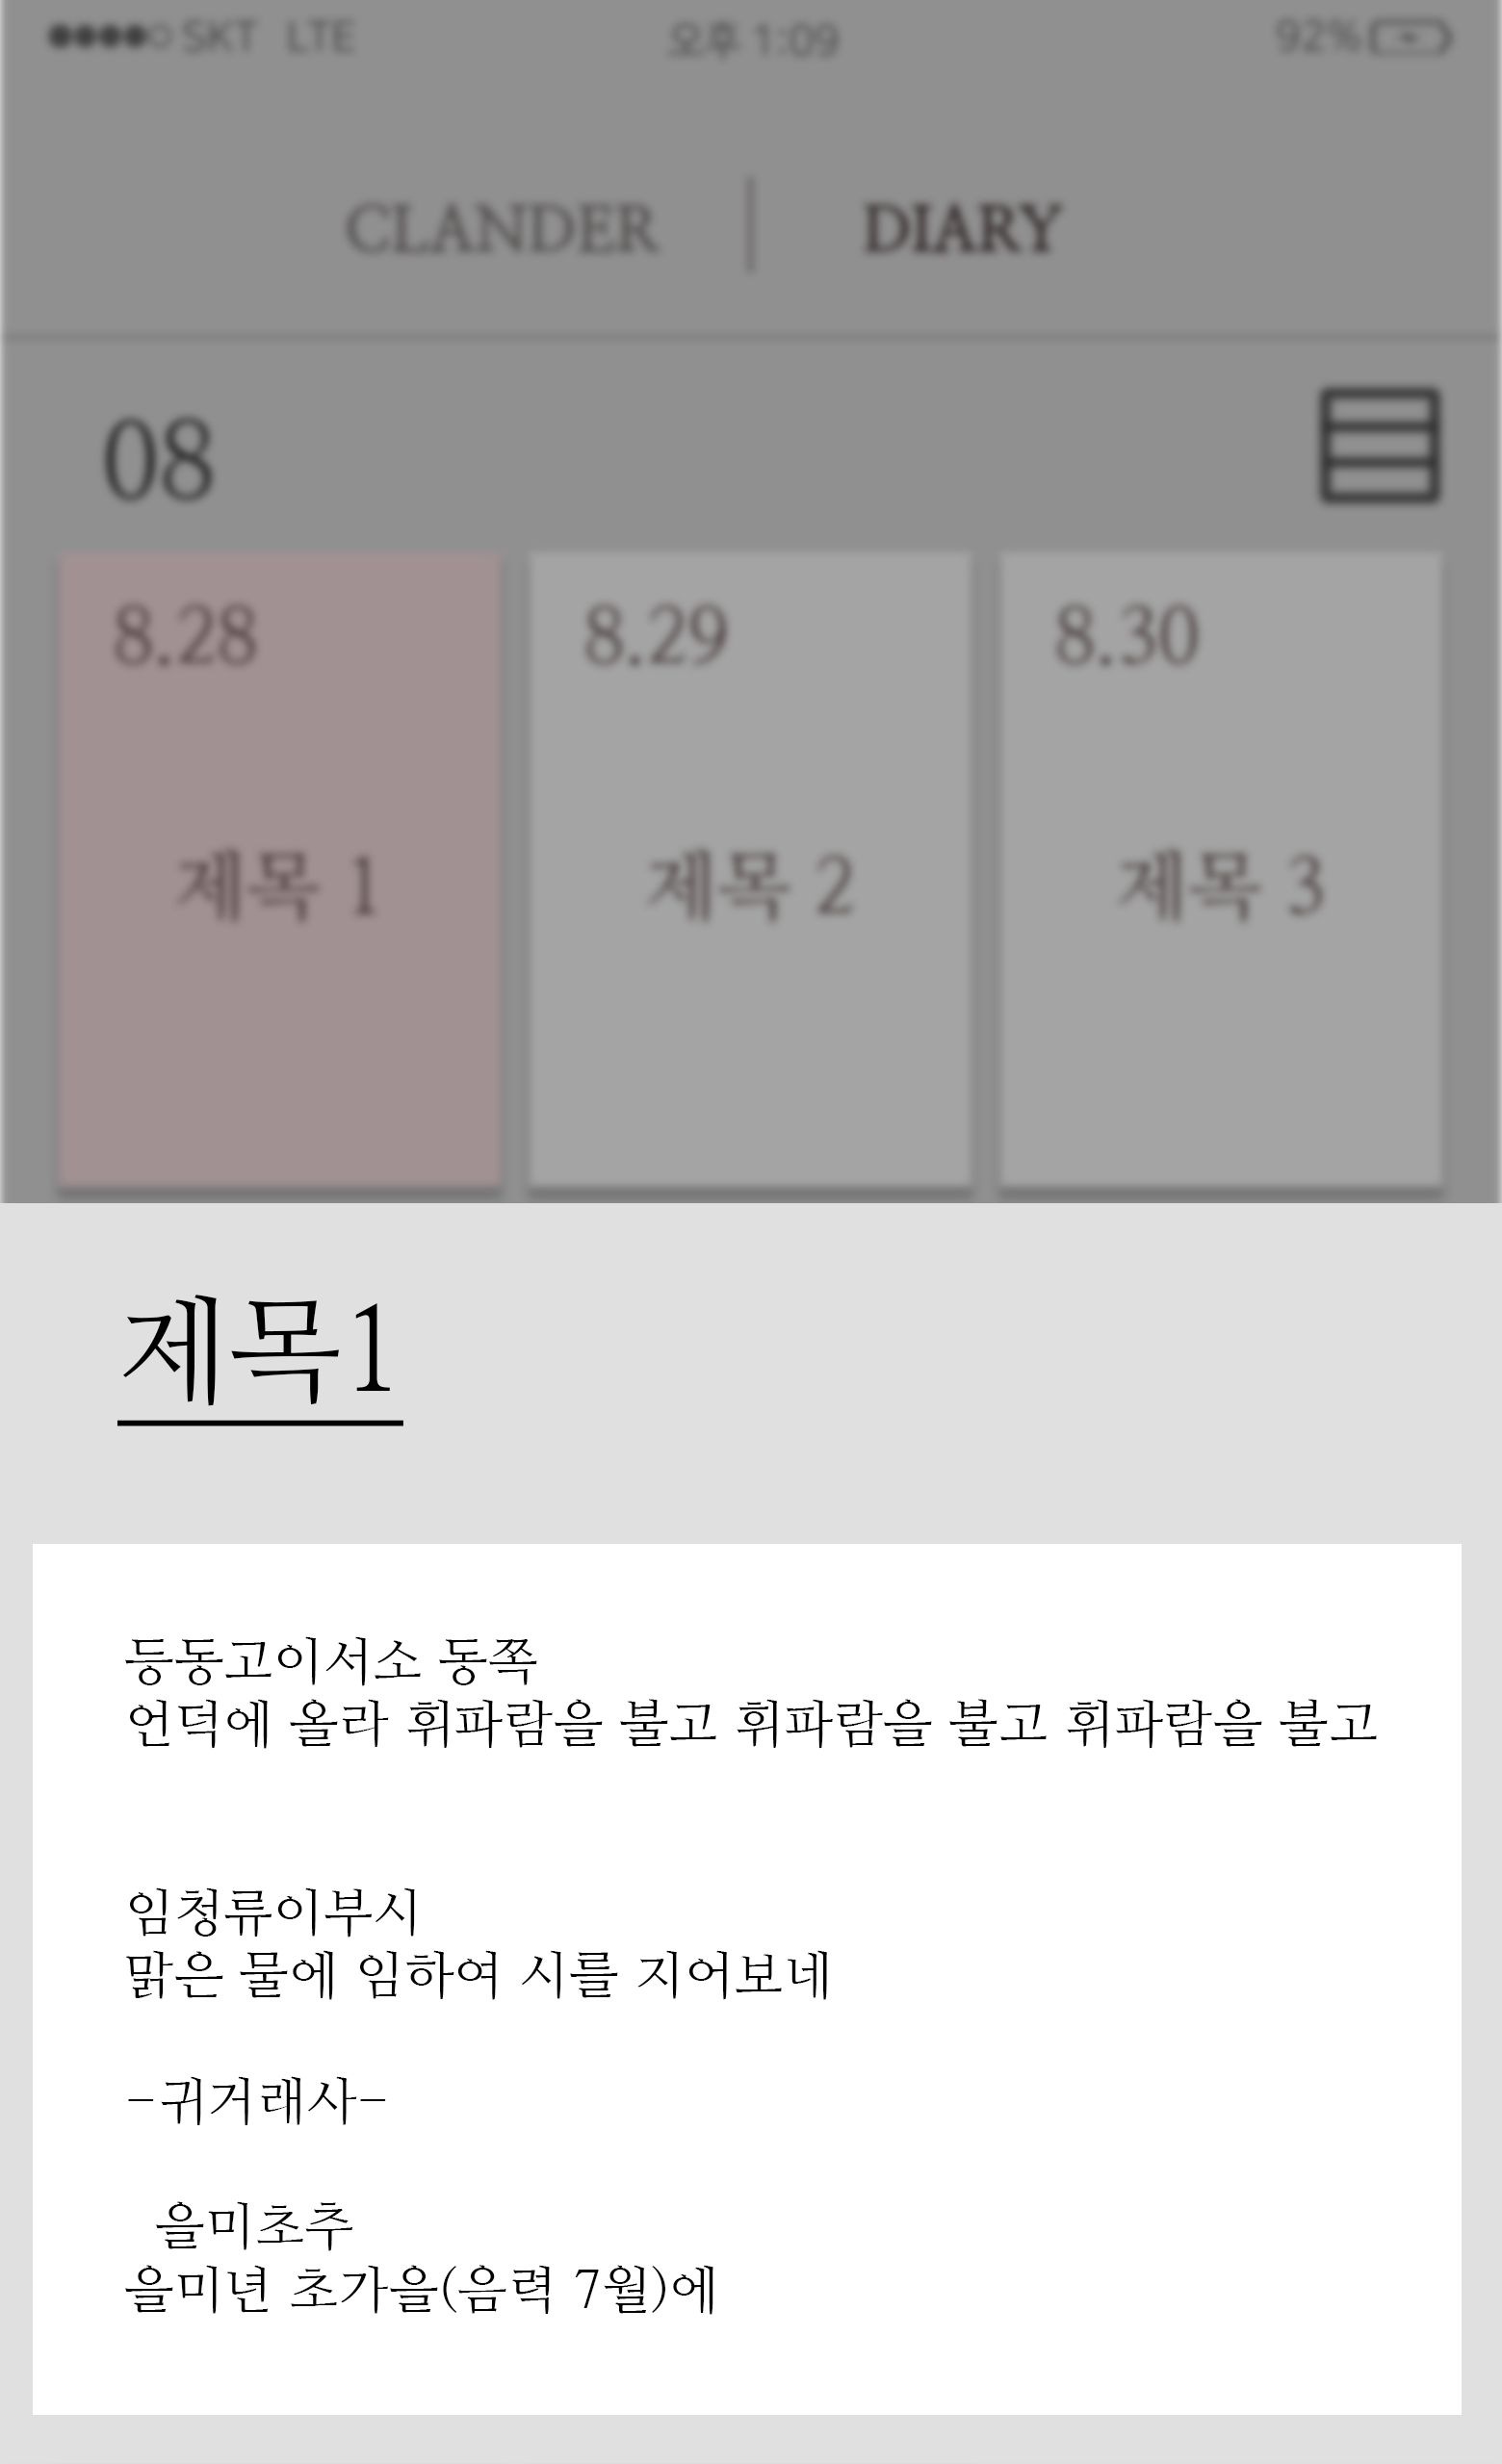 SKT LTE 오후 1:09 92%
CLANDER DIARY
08
8.28 8.29 8.30
제목 1 제목 2 제목 3
제목1
등동고이서소 동쪽
언덕에 올라 휘파람을 불고 휘파람을 불고 휘파람을 불고
임청류이부시
맑은 물에 임하여 시를 지어보네
-귀거래사-
을미초추
을미년 초가을(음력 7월)에